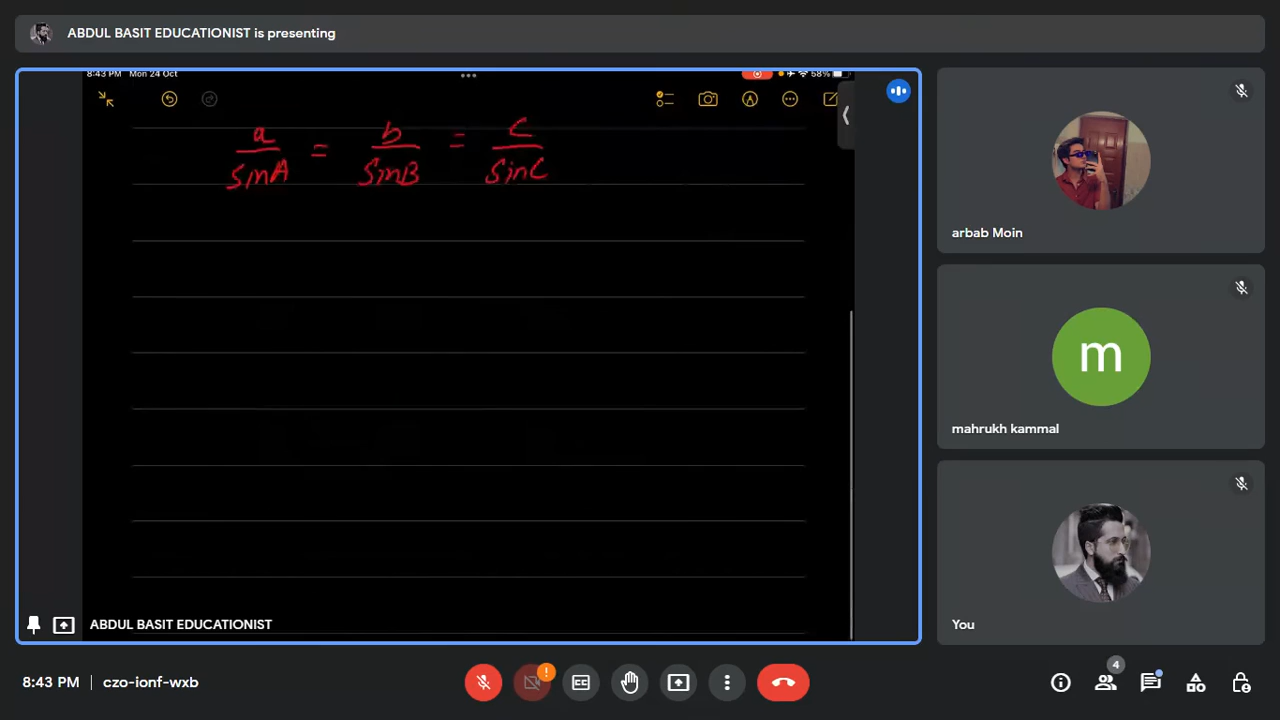 ABDUL BASIT EDUCATIONIST is presenting
8:43 PM Mon 24 Oct
58%
a/SinA = b/SinB = c/SinC
arbab Moin
m
mahrukh kammal
You
ABDUL BASIT EDUCATIONIST
8:43 PM | czo-ionf-wxb
CC
4